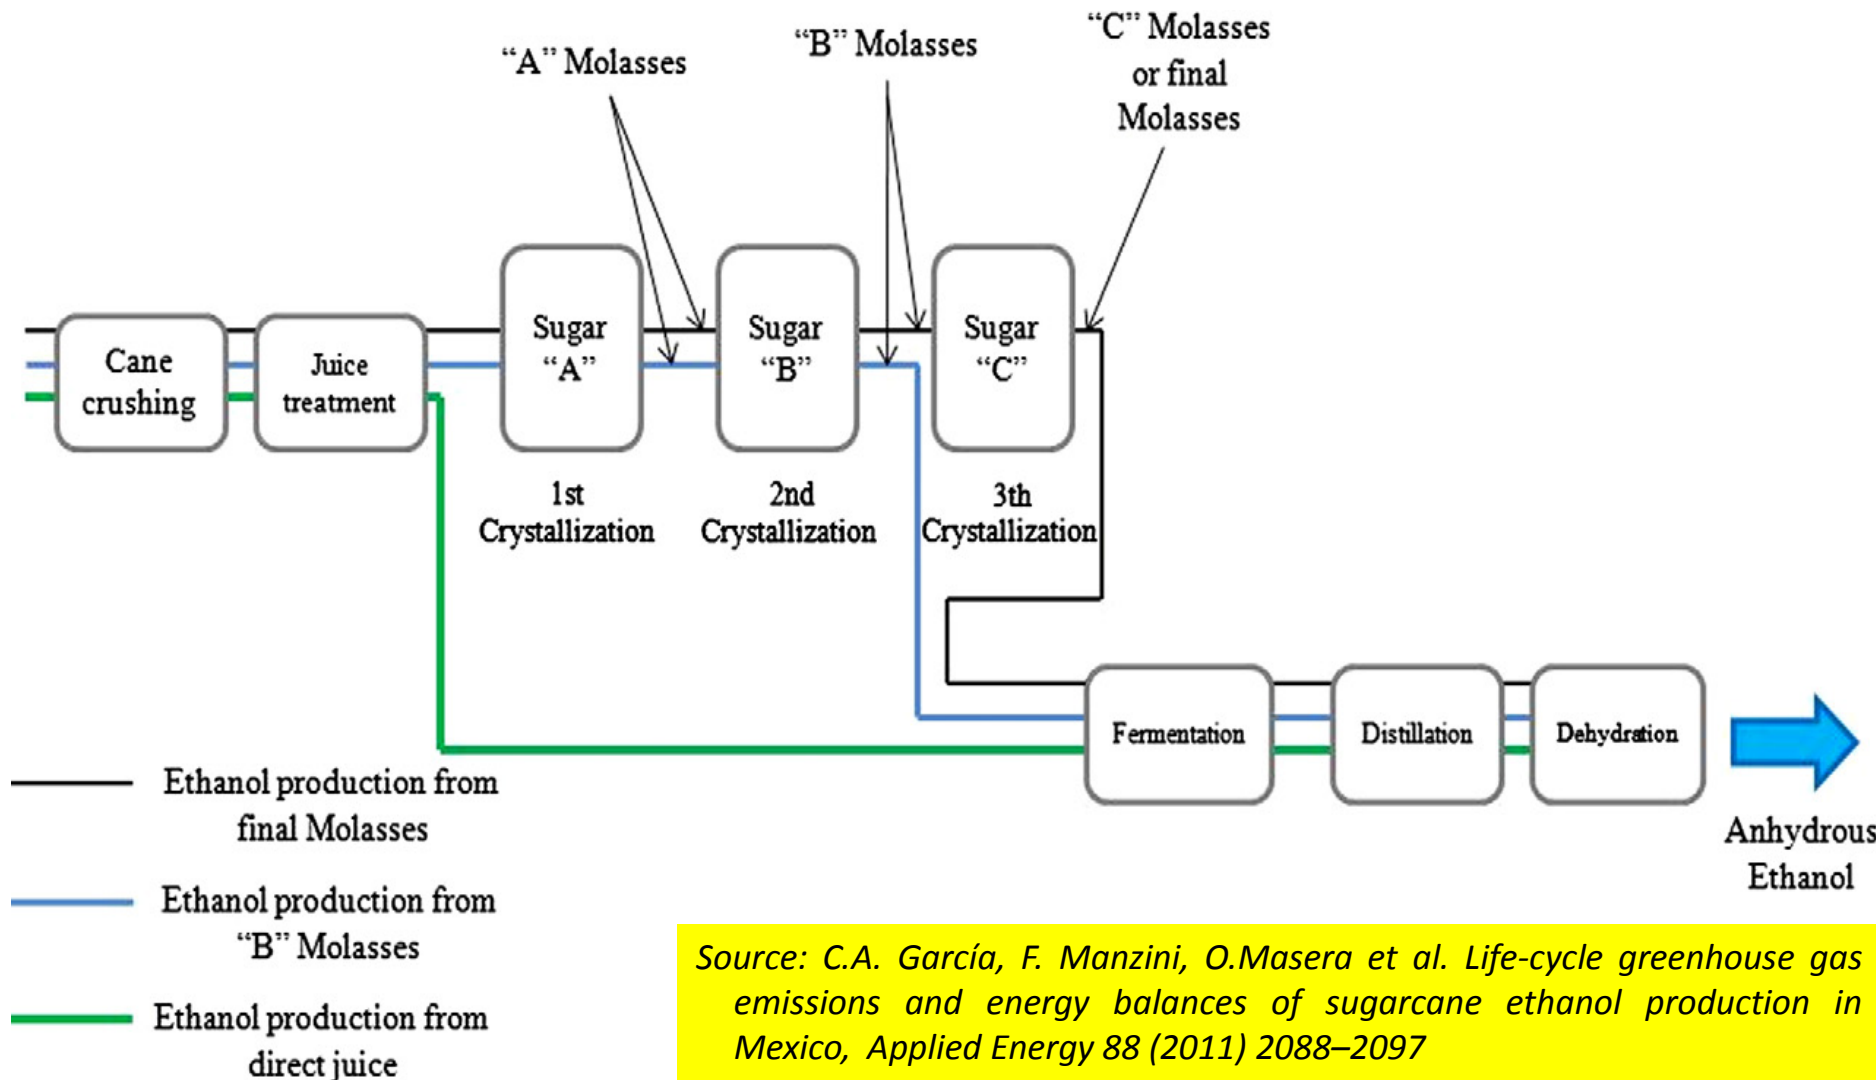 “A” Molasses
“B” Molasses
“C” Molasses
or final
Molasses
Cane
crushing
Juice
treatment
Sugar
“A”
Sugar
“B”
Sugar
“C”
1st
Crystallization
2nd
Crystallization
3th
Crystallization
Fermentation
Distillation
Dehydration
Anhydrous
Ethanol
Ethanol production from
final Molasses
Ethanol production from
“B” Molasses
Ethanol production from
direct juice
Source: C.A. García, F. Manzini, O.Masera et al. Life-cycle greenhouse gas
emissions and energy balances of sugarcane ethanol production in
Mexico, Applied Energy 88 (2011) 2088–2097